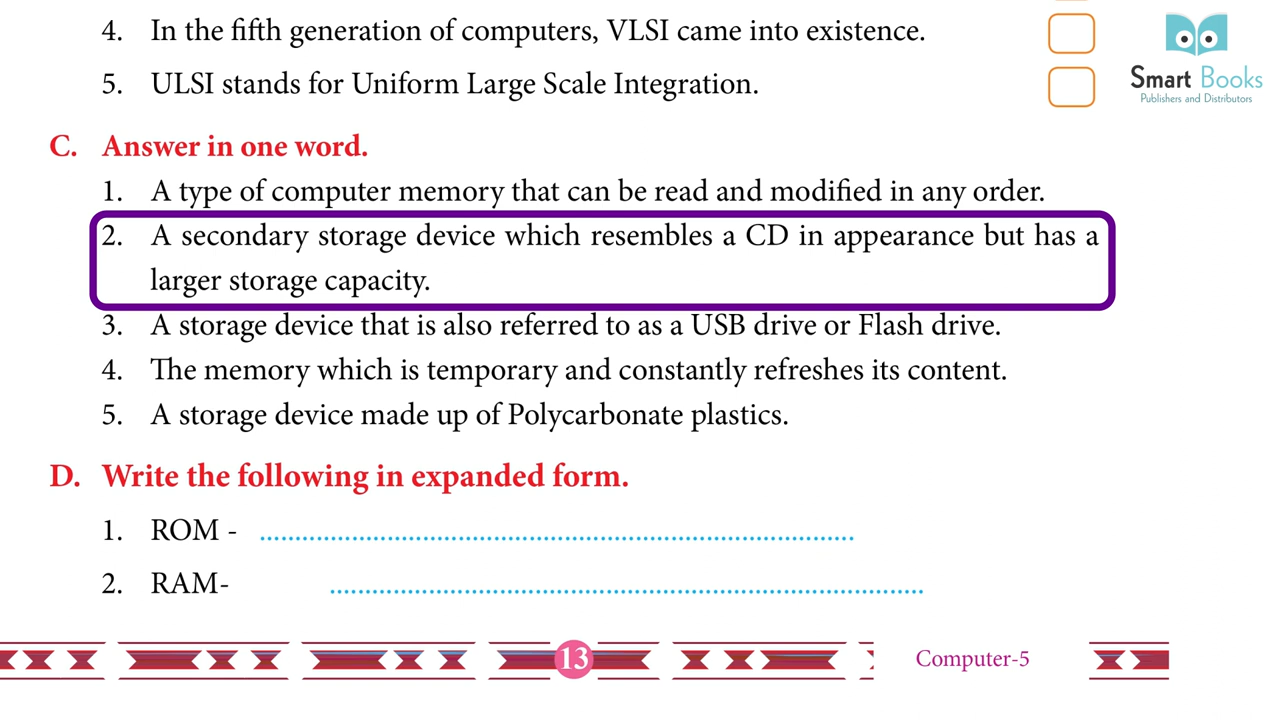 4. In the fifth generation of computers, VLSI came into existence.
5. ULSI stands for Uniform Large Scale Integration.
Smart Books
Publishers and Distributors
C. Answer in one word.
1. A type of computer memory that can be read and modified in any order.
2. A secondary storage device which resembles a CD in appearance but has a
larger storage capacity.
3. A storage device that is also referred to as a USB drive or Flash drive.
4. The memory which is temporary and constantly refreshes its content.
5. A storage device made up of Polycarbonate plastics.
D. Write the following in expanded form.
1. ROM - ....................................................................................
2. RAM- ....................................................................................
13
Computer-5